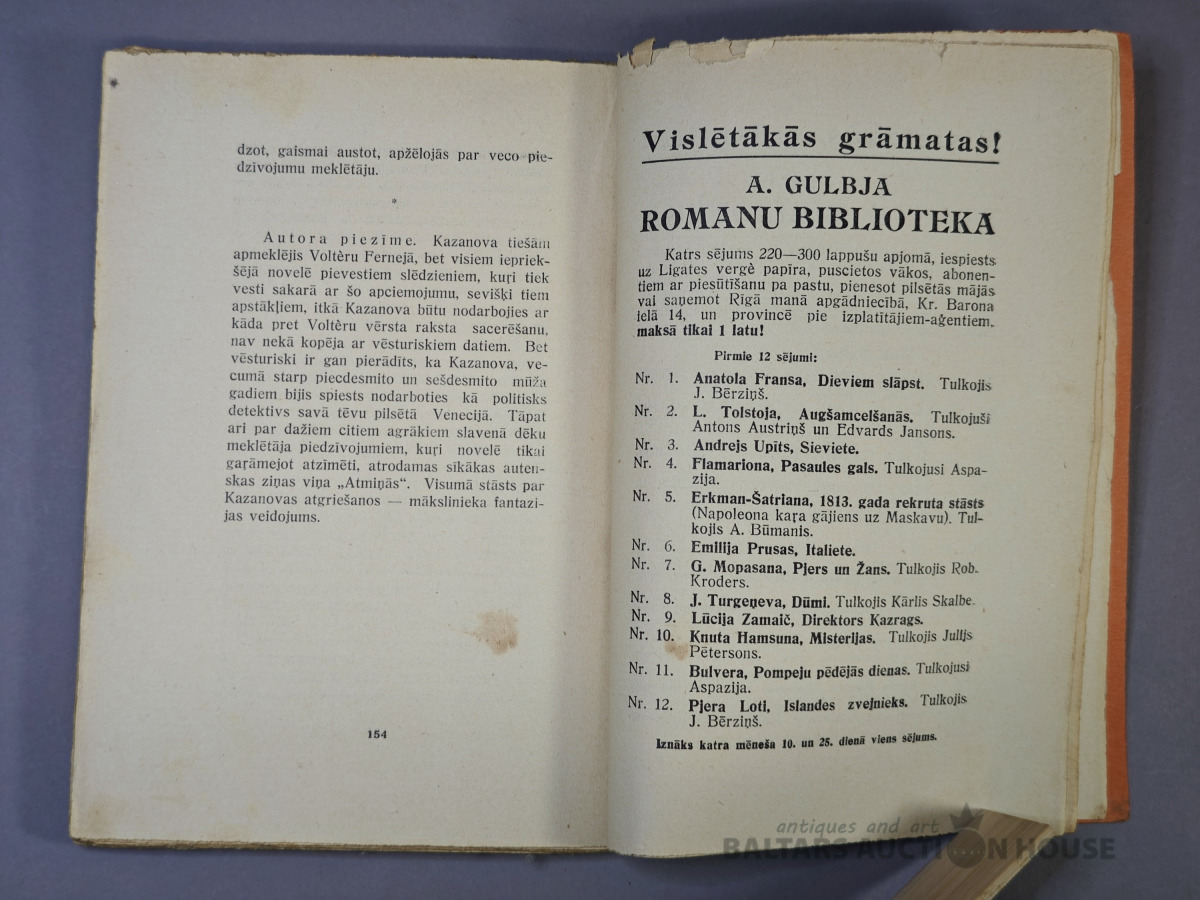 dzot, gaismai austot, apžēlojās par veco pie-
dzīvojumu meklētāju.
*
Autora piezīme. Kazanova tiešām
apmeklējis Voltèru Fernejā, bet visiem iepriek-
šējā novelē pievestiem slēdzieniem, kuŗi tiek
vesti sakarā ar šo apciemojumu, sevišķi tiem
apstākļiem, itkā Kazanova būtu nodarbojies ar
kāda pret Voltèru vērsta raksta sacerēšanu,
nav nekā kopēja ar vēsturiskiem datiem. Bet
vēsturiski ir gan pierādīts, ka Kazanova, ve-
cumā starp piecdesmito un sešdesmito mūža
gadiem bijis spiests nodarboties kā politisks
detektivs savā tēvu pilsētā Venecijā. Tāpat
ari par dažiem citiem agrākiem slavenā dēku
meklētāja piedzīvojumiem, kuŗi novelē tikai
gaŗāmejot atzīmēti, atrodamas sīkākas auten-
skas ziņas viņa „Atmiņās“. Visumā stāsts par
Kazanovas atgriešanos — mākslinieka fantazi-
jas veidojums.
154
Vislētākās grāmatas!
A. GULBJA
ROMANU BIBLIOTEKA
Katrs sējums 220—300 lappušu apjomā, iespiests
uz Līgates vergè papīra, puscietos vākos, abonen-
tiem ar piesūtīšanu pa pastu, pienesot pilsētās mājās
vai saņemot Rīgā manā apgādniecībā, Kr. Barona
ielā 14, un provincē pie izplatītājiem-aģentiem,
maksā tikai 1 latu!
Pirmie 12 sējumi:
Nr. 1. Anatola Fransa, Dieviem slāpst. Tulkojis
J. Bērziņš.
Nr. 2. L. Tolstoja, Augšamcelšanās. Tulkojuši
Antons Austriņš un Edvards Jansons.
Nr. 3. Andrejs Upīts, Sieviete.
Nr. 4. Flamariona, Pasaules gals. Tulkojusi Aspa-
zija.
Nr. 5. Erkman-Šatriana, 1813. gada rekruta stāsts
(Napoleona kaŗa gājiens uz Maskavu). Tul-
kojis A. Būmanis.
Nr. 6. Emilija Prusas, Italiete.
Nr. 7. G. Mopasana, Pjers un Žans. Tulkojis Rob.
Kroders.
Nr. 8. J. Turgeņeva, Dūmi. Tulkojis Kārlis Skalbe.
Nr. 9. Lūcija Zamaič, Direktors Kazrags.
Nr. 10. Knuta Hamsuna, Misterijas. Tulkojis Julijs
Pētersons.
Nr. 11. Bulvera, Pompeju pēdējās dienas. Tulkojusi
Aspazija.
Nr. 12. Pjera Loti, Islandes zvejnieks. Tulkojis
J. Bērziņš.
Iznāks katra mēneša 10. un 25. dienā viens sējums.
antiques and art
BALTARS AUCTION HOUSE